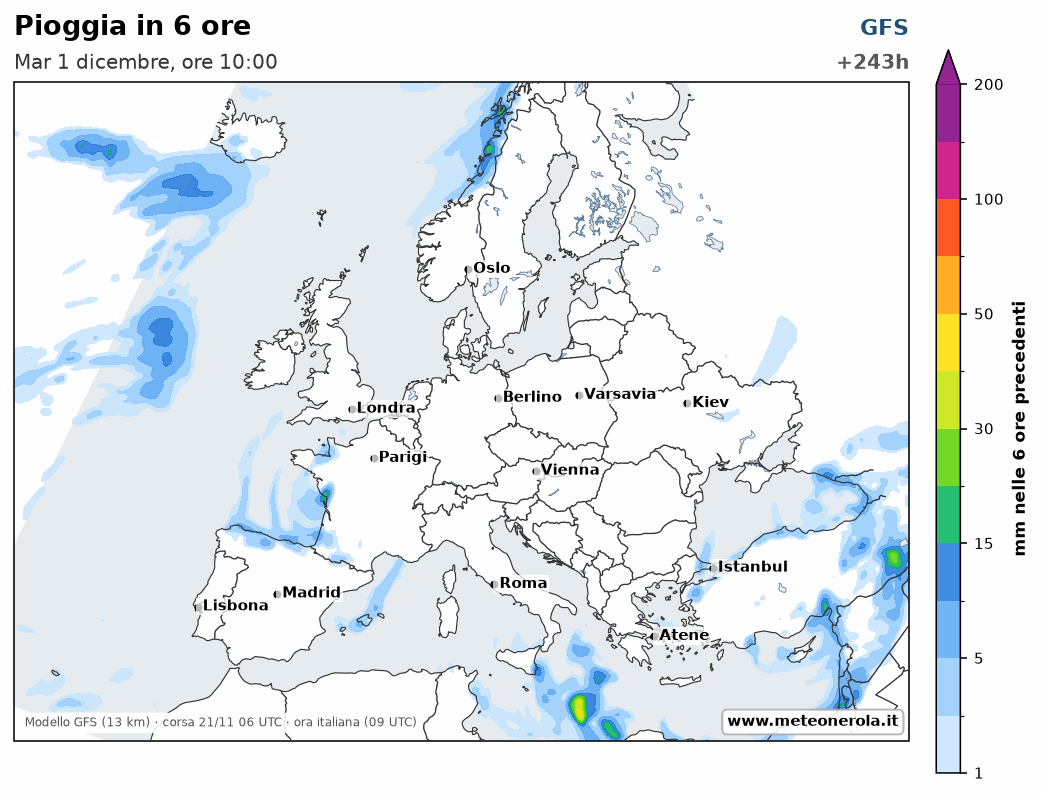 Pioggia in 6 ore
GFS
Mar 1 dicembre, ore 10:00
+243h
200
100
50
30
15
5
1
mm nelle 6 ore precedenti
Oslo
Berlino
Varsavia
Kiev
Londra
Parigi
Vienna
Istanbul
Roma
Madrid
Lisbona
Atene
Modello GFS (13 km) · corsa 21/11 06 UTC · ora italiana (09 UTC)
www.meteonerola.it